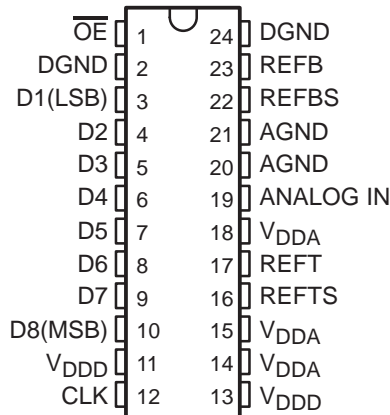 OE 1 24 DGND
DGND 2 23 REFB
D1(LSB) 3 22 REFBS
D2 4 21 AGND
D3 5 20 AGND
D4 6 19 ANALOG IN
D5 7 18 VDDA
D6 8 17 REFT
D7 9 16 REFTS
D8(MSB) 10 15 VDDA
VDDD 11 14 VDDA
CLK 12 13 VDDD